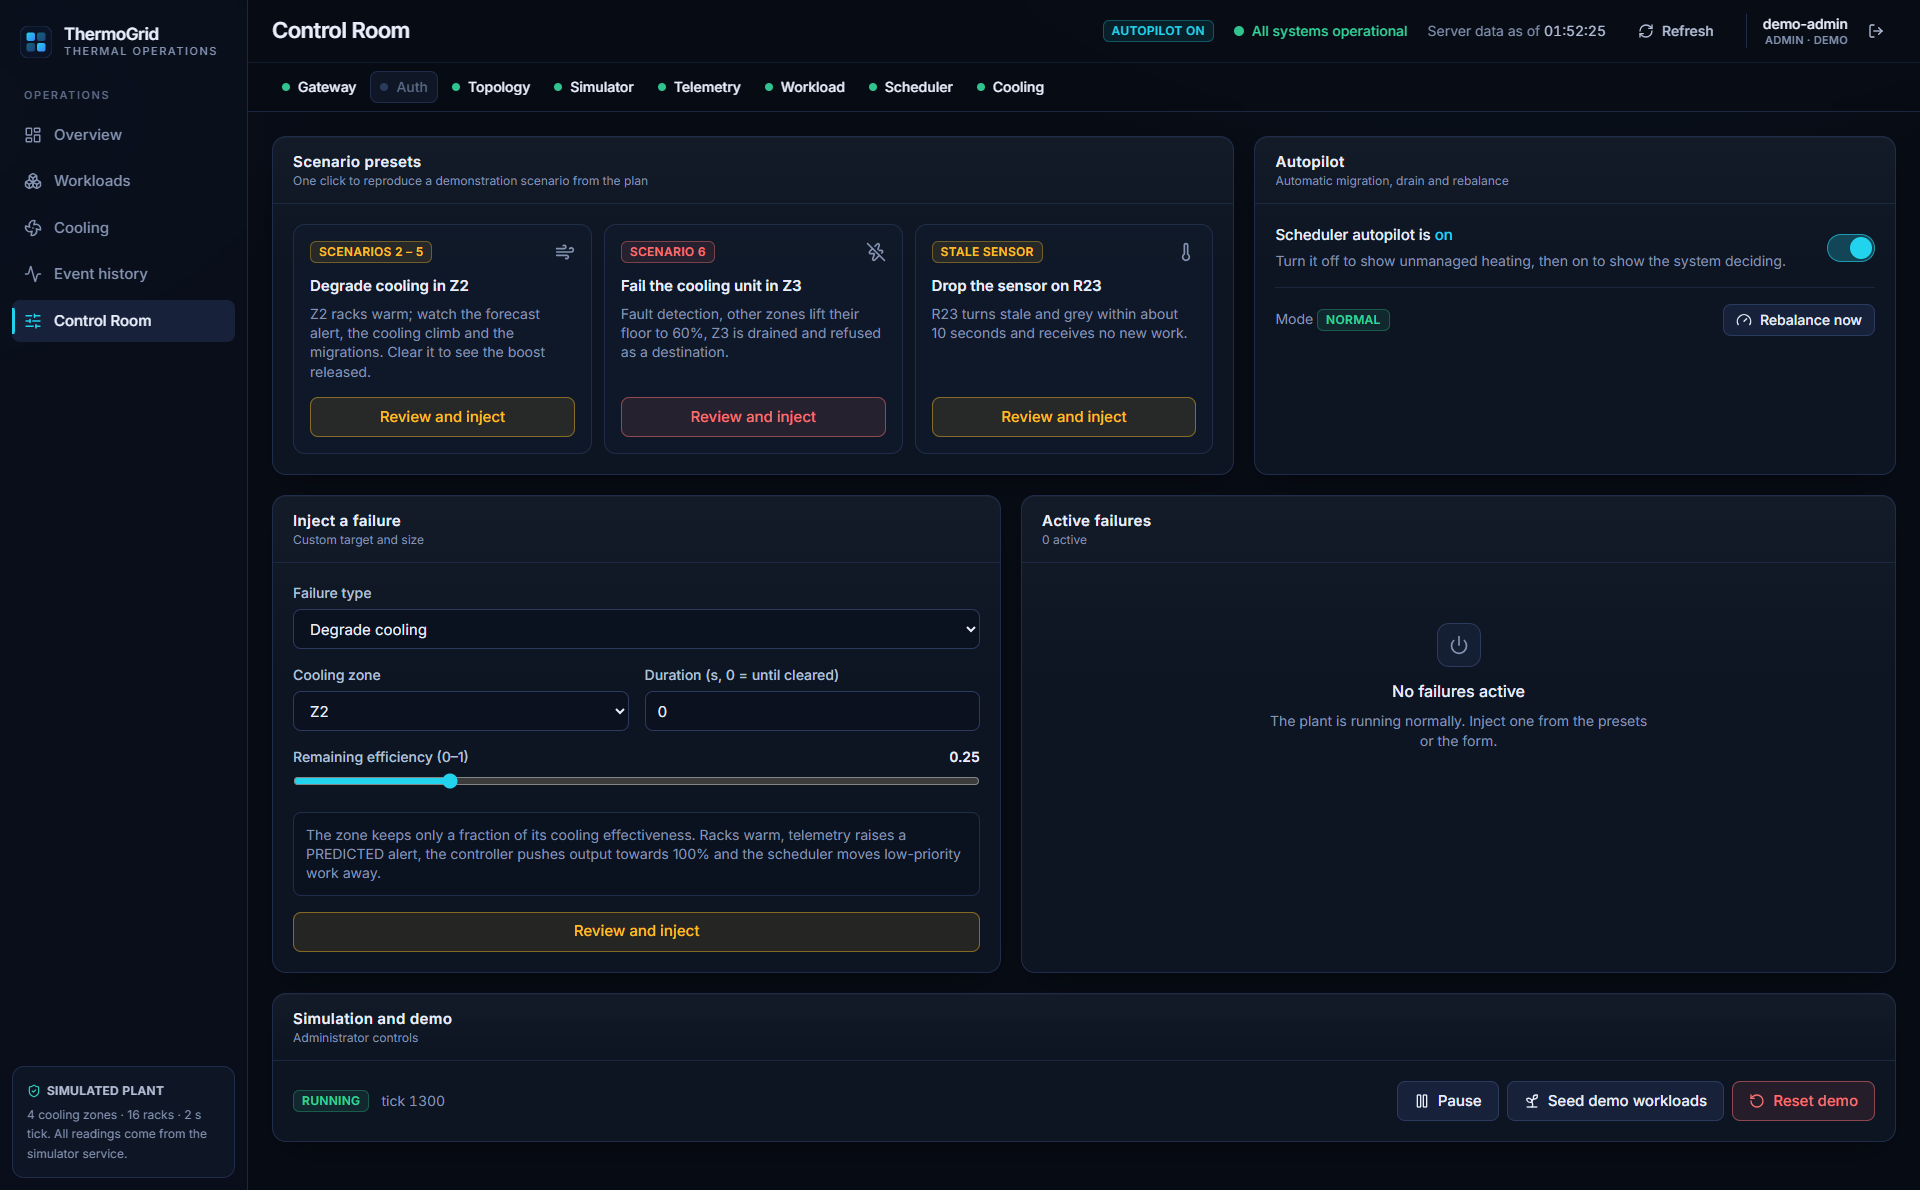 ThermoGrid
THERMAL OPERATIONS
OPERATIONS
Overview
Workloads
Cooling
Event history
Control Room
SIMULATED PLANT
4 cooling zones · 16 racks · 2 s
tick. All readings come from the
simulator service.
Control Room
AUTOPILOT ON
All systems operational
Server data as of 01:52:25
Refresh
demo-admin
ADMIN · DEMO
Gateway
Auth
Topology
Simulator
Telemetry
Workload
Scheduler
Cooling
Scenario presets
One click to reproduce a demonstration scenario from the plan
SCENARIOS 2 – 5
Degrade cooling in Z2
Z2 racks warm; watch the forecast
alert, the cooling climb and the
migrations. Clear it to see the boost
released.
Review and inject
SCENARIO 6
Fail the cooling unit in Z3
Fault detection, other zones lift their
floor to 60%, Z3 is drained and refused
as a destination.
Review and inject
STALE SENSOR
Drop the sensor on R23
R23 turns stale and grey within about
10 seconds and receives no new work.
Review and inject
Autopilot
Automatic migration, drain and rebalance
Scheduler autopilot is on
Turn it off to show unmanaged heating, then on to show the system deciding.
Mode NORMAL
Rebalance now
Inject a failure
Custom target and size
Failure type
Degrade cooling
Cooling zone
Z2
Duration (s, 0 = until cleared)
0
Remaining efficiency (0–1)
0.25
The zone keeps only a fraction of its cooling effectiveness. Racks warm, telemetry raises a
PREDICTED alert, the controller pushes output towards 100% and the scheduler moves low-priority
work away.
Review and inject
Active failures
0 active
No failures active
The plant is running normally. Inject one from the presets
or the form.
Simulation and demo
Administrator controls
RUNNING
tick 1300
Pause
Seed demo workloads
Reset demo